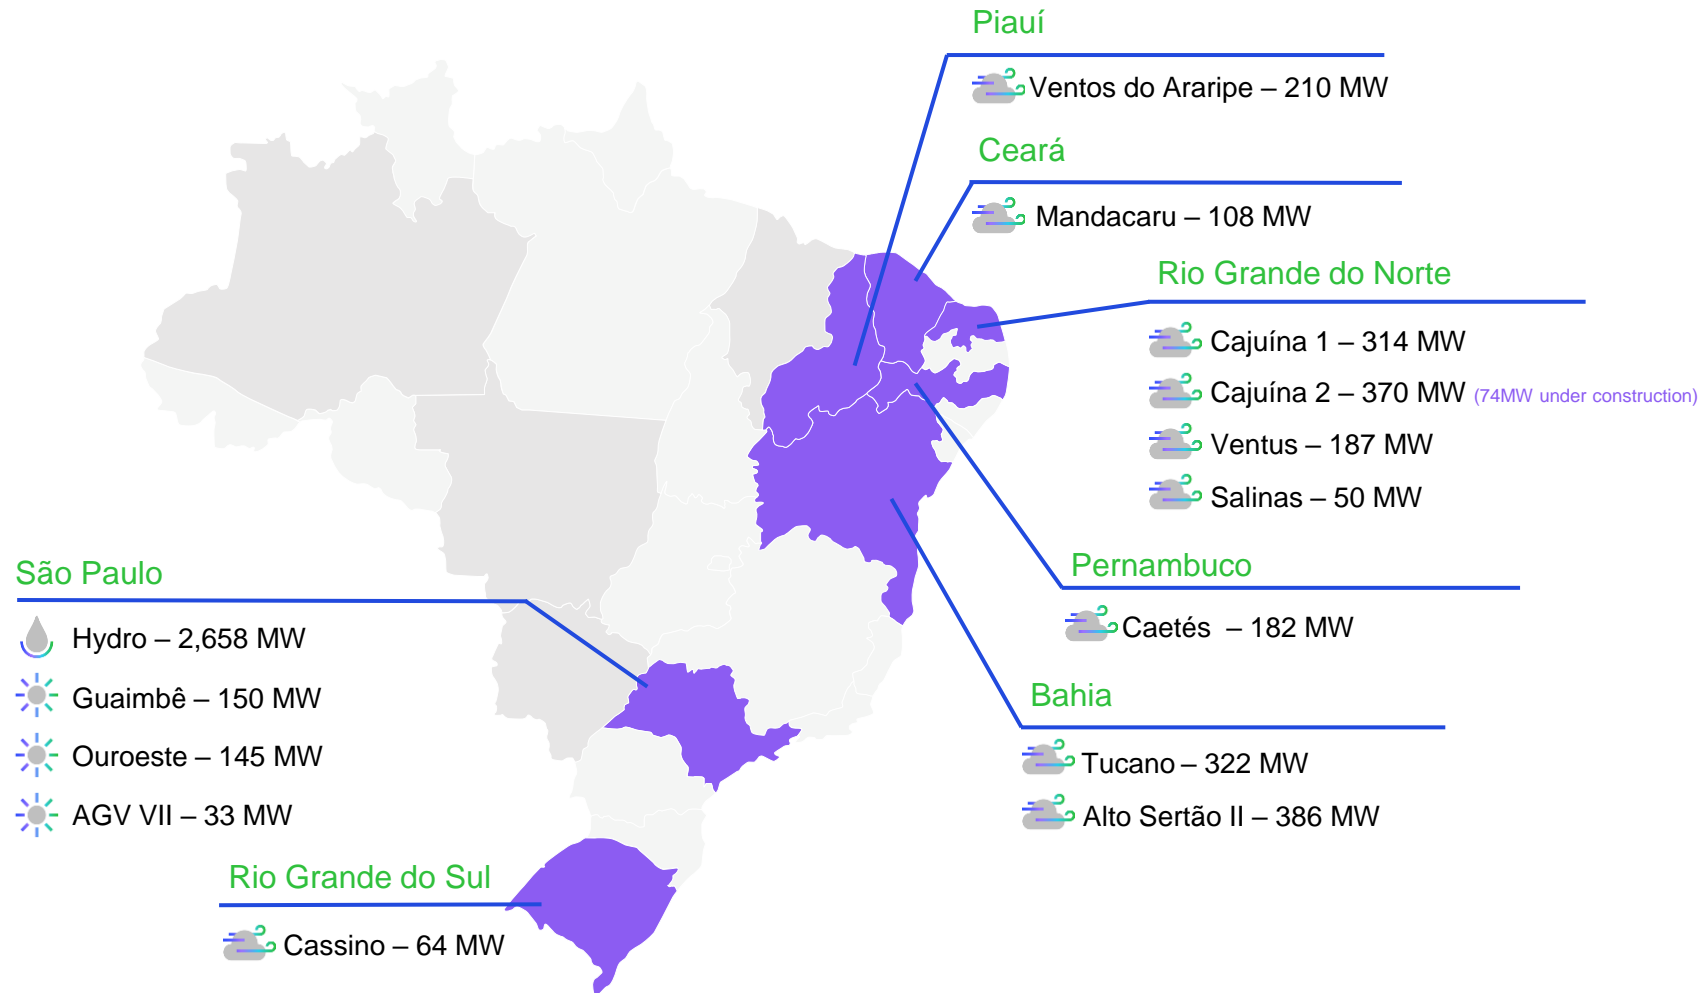 Piauí
Ventos do Araripe – 210 MW
Ceará
Mandacaru – 108 MW
Rio Grande do Norte
Cajuína 1 – 314 MW
Cajuína 2 – 370 MW (74MW under construction)
Ventus – 187 MW
Salinas – 50 MW
Pernambuco
Caetés – 182 MW
Bahia
Tucano – 322 MW
Alto Sertão II – 386 MW
São Paulo
Hydro – 2,658 MW
Guaimbê – 150 MW
Ouroeste – 145 MW
AGV VII – 33 MW
Rio Grande do Sul
Cassino – 64 MW